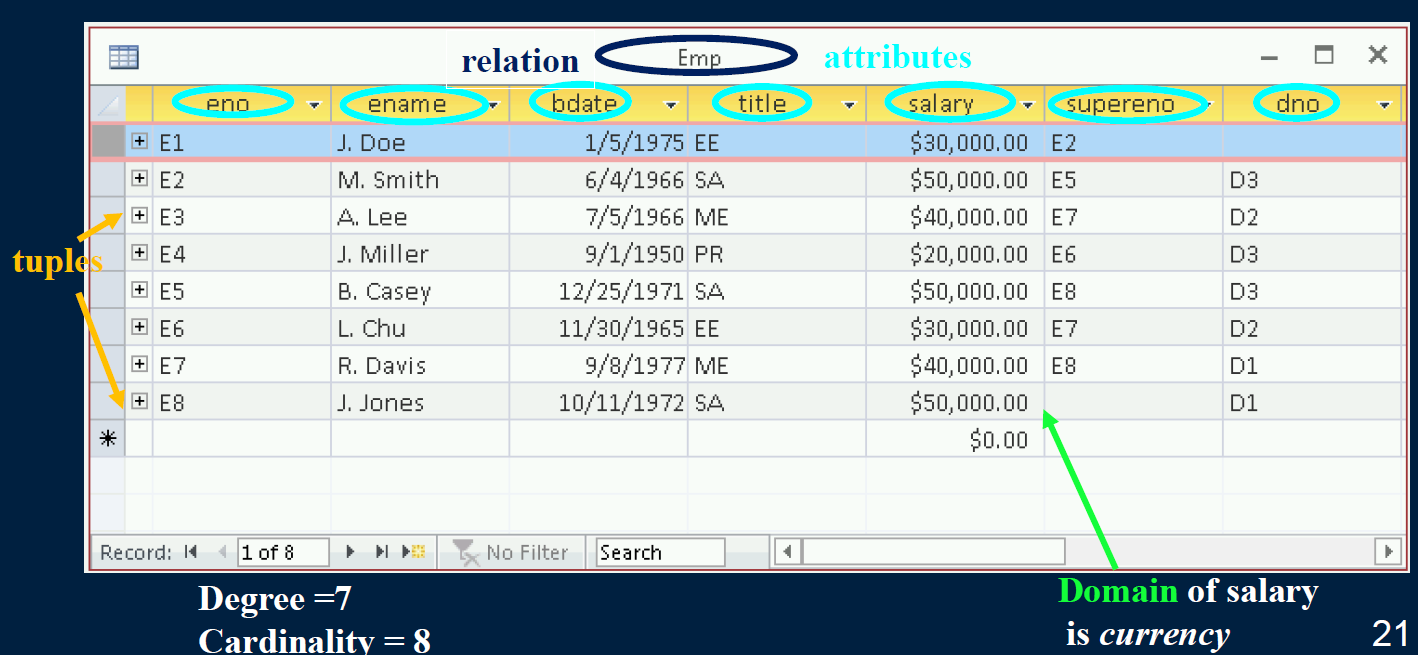 relation Emp attributes
eno ename bdate title salary supereno dno
E1 J. Doe 1/5/1975 EE $30,000.00 E2
E2 M. Smith 6/4/1966 SA $50,000.00 E5 D3
E3 A. Lee 7/5/1966 ME $40,000.00 E7 D2
tuples
E4 J. Miller 9/1/1950 PR $20,000.00 E6 D3
E5 B. Casey 12/25/1971 SA $50,000.00 E8 D3
E6 L. Chu 11/30/1965 EE $30,000.00 E7 D2
E7 R. Davis 9/8/1977 ME $40,000.00 E8 D1
E8 J. Jones 10/11/1972 SA $50,000.00 D1
$0.00
Record: 1 of 8 No Filter Search
Degree =7
Cardinality = 8
Domain of salary
is currency
21